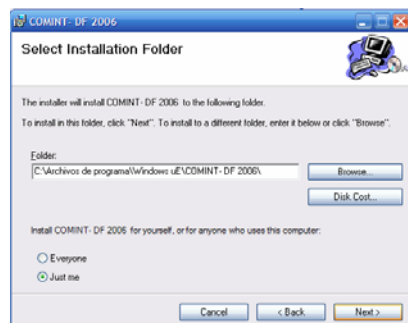 COMINT- DF 2006
Select Installation Folder
The installer will install COMINT- DF 2006 to the following folder.
To install in this folder, click "Next". To install to a different folder, enter it below or click "Browse".
Folder:
C:\Archivos de programa\Windows uE\COMINT- DF 2006\
Browse...
Disk Cost...
Install COMINT- DF 2006 for yourself, or for anyone who uses this computer:
Everyone
Just me
Cancel
< Back
Next >